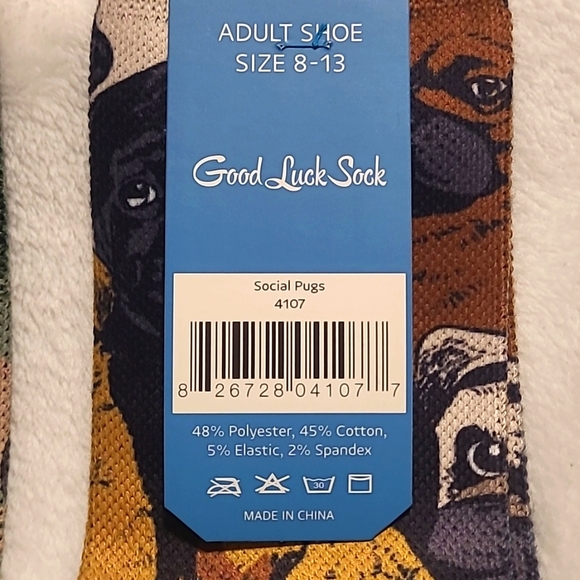 ADULT SHOE
SIZE 8-13
Good Luck Sock
Social Pugs
4107
8 26728 04107 7
48% Polyester, 45% Cotton,
5% Elastic, 2% Spandex
30
MADE IN CHINA